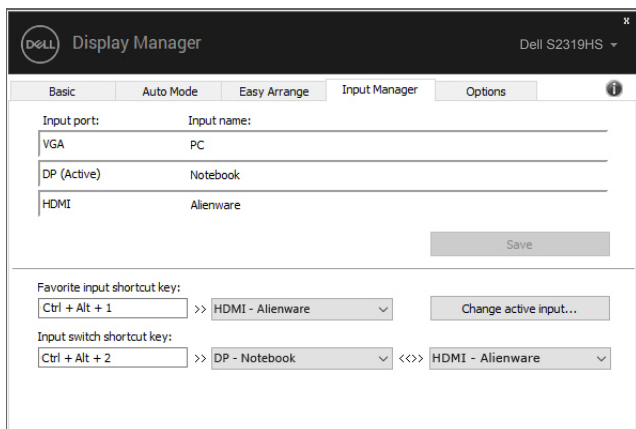 x
DELL Display Manager Dell S2319HS
Basic Auto Mode Easy Arrange Input Manager Options i
Input port: Input name:
VGA PC
DP (Active) Notebook
HDMI Alienware
Save
Favorite input shortcut key:
Ctrl + Alt + 1 >> HDMI - Alienware Change active input...
Input switch shortcut key:
Ctrl + Alt + 2 >> DP - Notebook <<>> HDMI - Alienware